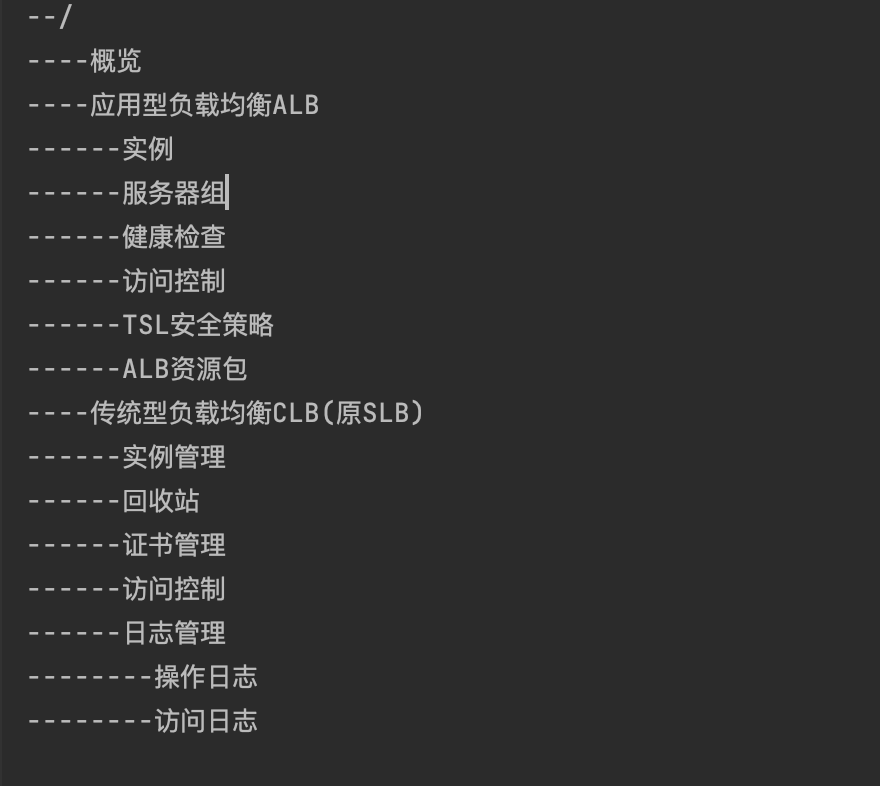 --/
----概览
----应用型负载均衡ALB
------实例
------服务器组
------健康检查
------访问控制
------TSL安全策略
------ALB资源包
----传统型负载均衡CLB(原SLB)
------实例管理
------回收站
------证书管理
------访问控制
------日志管理
--------操作日志
--------访问日志